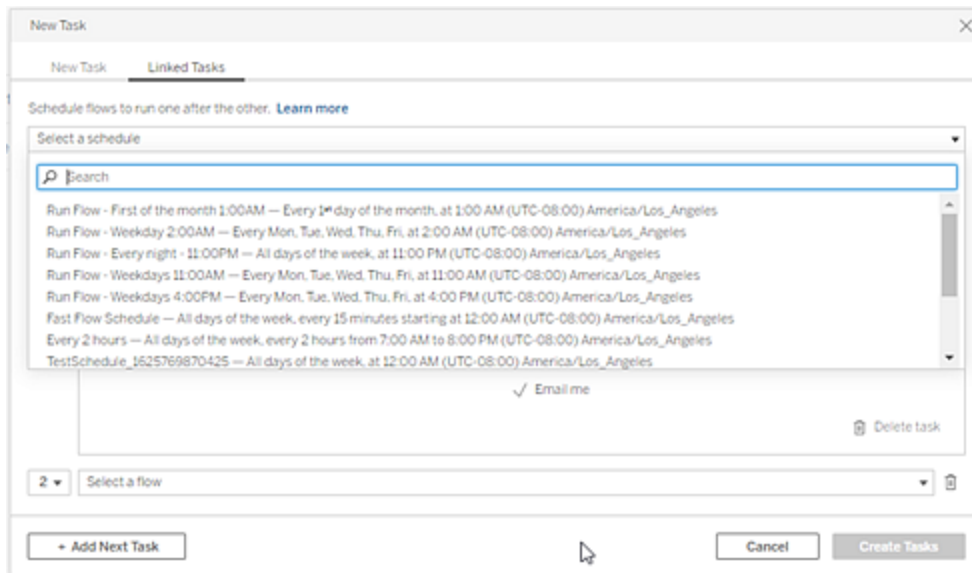 New Task
New Task Linked Tasks
Schedule flows to run one after the other. Learn more
Select a schedule
Search
Run Flow - First of the month 1:00AM — Every 1st day of the month, at 1:00 AM (UTC-08:00) America/Los_Angeles
Run Flow - Weekday 2:00AM — Every Mon, Tue, Wed, Thu, Fri, at 2:00 AM (UTC-08:00) America/Los_Angeles
Run Flow - Every night - 11:00PM — All days of the week, at 11:00 PM (UTC-08:00) America/Los_Angeles
Run Flow - Weekdays 11:00AM — Every Mon, Tue, Wed, Thu, Fri, at 11:00 AM (UTC-08:00) America/Los_Angeles
Run Flow - Weekdays 4:00PM — Every Mon, Tue, Wed, Thu, Fri, at 4:00 PM (UTC-08:00) America/Los_Angeles
Fast Flow Schedule — All days of the week, every 15 minutes starting at 12:00 AM (UTC-08:00) America/Los_Angeles
Every 2 hours — All days of the week, every 2 hours from 7:00 AM to 8:00 PM (UTC-08:00) America/Los_Angeles
TestSchedule_1625769870425 — All days of the week, at 12:00 AM (UTC-08:00) America/Los_Angeles
Email me
Delete task
2 Select a flow
+ Add Next Task Cancel Create Tasks